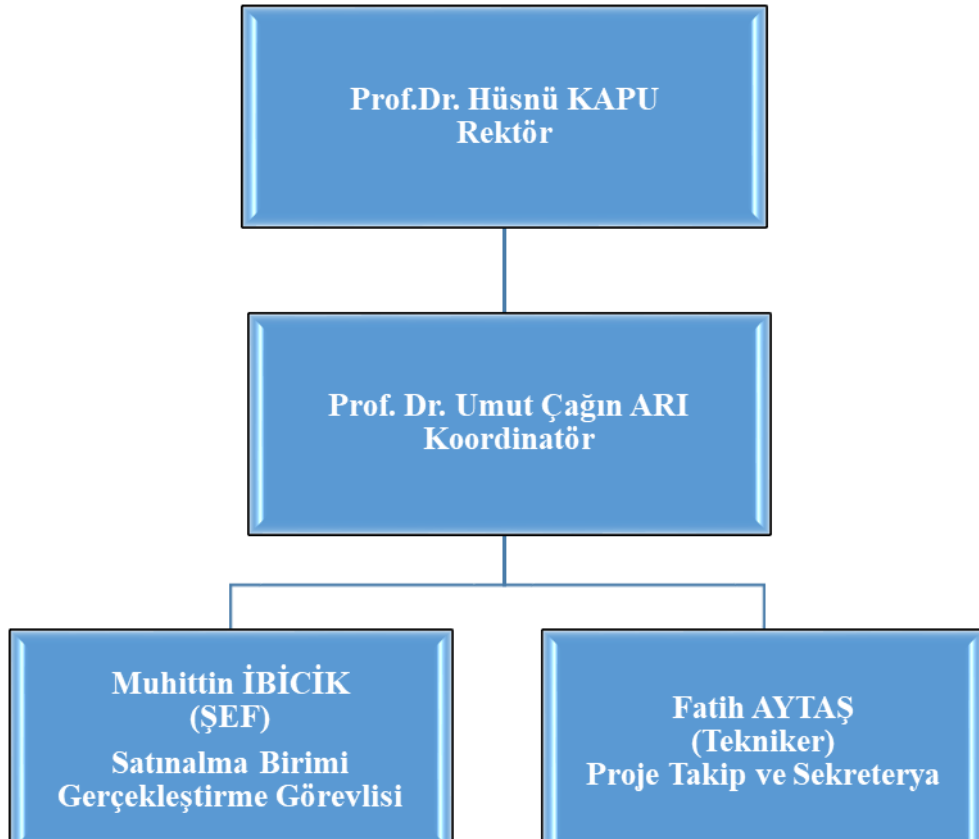 Prof.Dr. Hüsnü KAPU
Rektör
Prof. Dr. Umut Çağın ARI
Koordinatör
Muhittin İBİCİK
(ŞEF)
Satınalma Birimi
Gerçekleştirme Görevlisi
Fatih AYTAŞ
(Tekniker)
Proje Takip ve Sekreterya